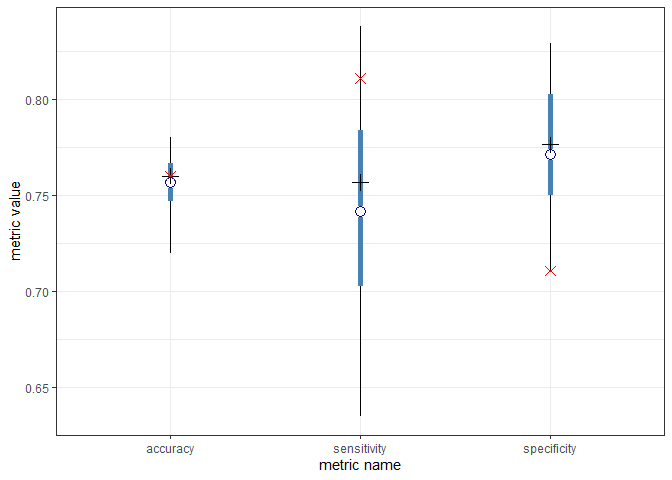 metric value
0.80
0.75
0.70
0.65
accuracy
sensitivity
specificity
metric name